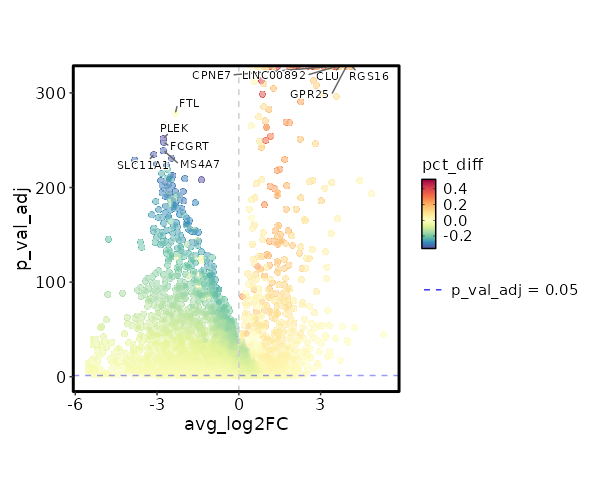 CPNE7
LINC00892
CLU
RGS16
GPR25
FTL
PLEK
FCGRT
SLC11A1
MS4A7
300
200
100
0
p_val_adj
-6
-3
0
3
avg_log2FC
pct_diff
0.4
0.2
0.0
-0.2
p_val_adj = 0.05